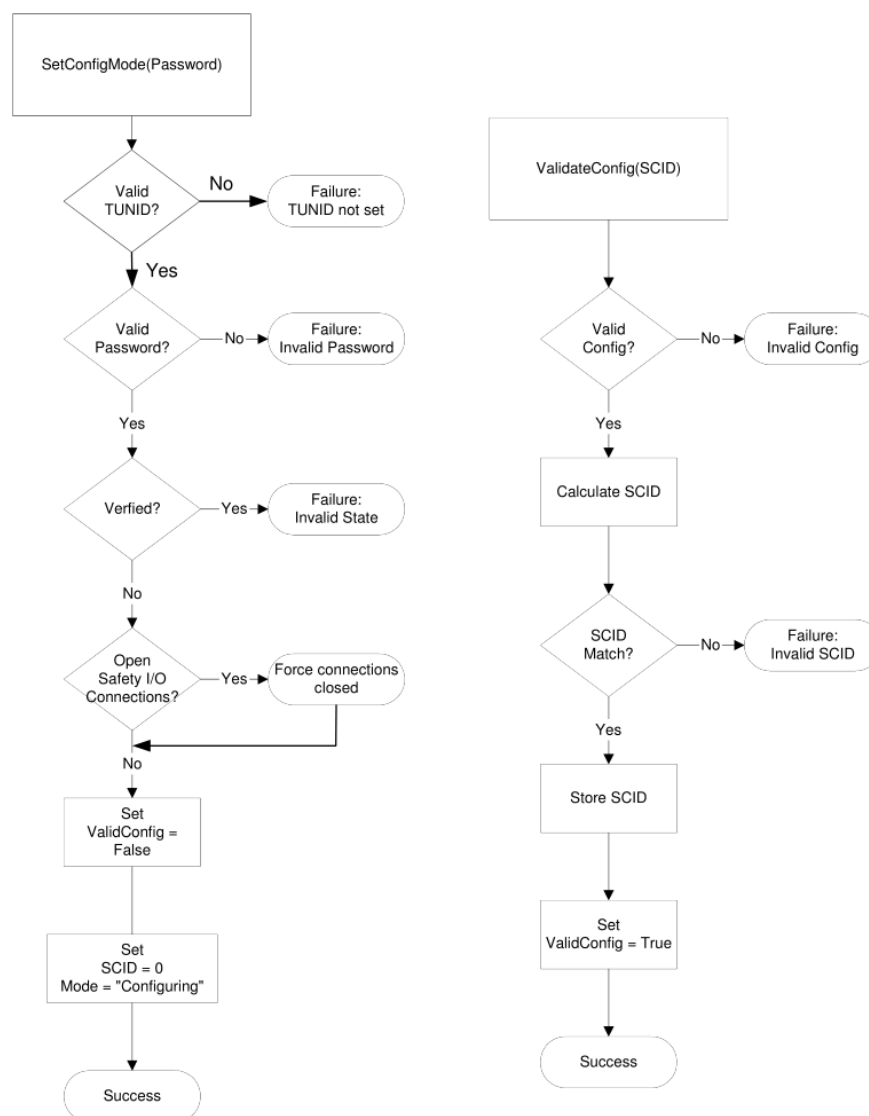 SetConfigMode(Password)
Valid
TUNID?
No
Failure:
TUNID not set
Yes
Valid
Password?
No
Failure:
Invalid Password
Yes
Verfied?
Yes
Failure:
Invalid State
No
Open
Safety I/O
Connections?
Yes
Force connections
closed
No
Set
ValidConfig =
False
Set
SCID = 0
Mode = "Configuring"
Success
ValidateConfig(SCID)
Valid
Config?
No
Failure:
Invalid Config
Yes
Calculate SCID
SCID
Match?
No
Failure:
Invalid SCID
Yes
Store SCID
Set
ValidConfig = True
Success